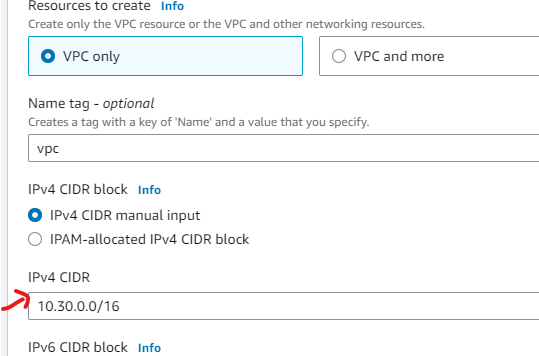 Resources to create Info
Create only the VPC resource or the VPC and other networking resources.
VPC only
VPC and more
Name tag - optional
Creates a tag with a key of 'Name' and a value that you specify.
vpc
IPv4 CIDR block Info
IPv4 CIDR manual input
IPAM-allocated IPv4 CIDR block
IPv4 CIDR
10.30.0.0/16
IPv6 CIDR block Info